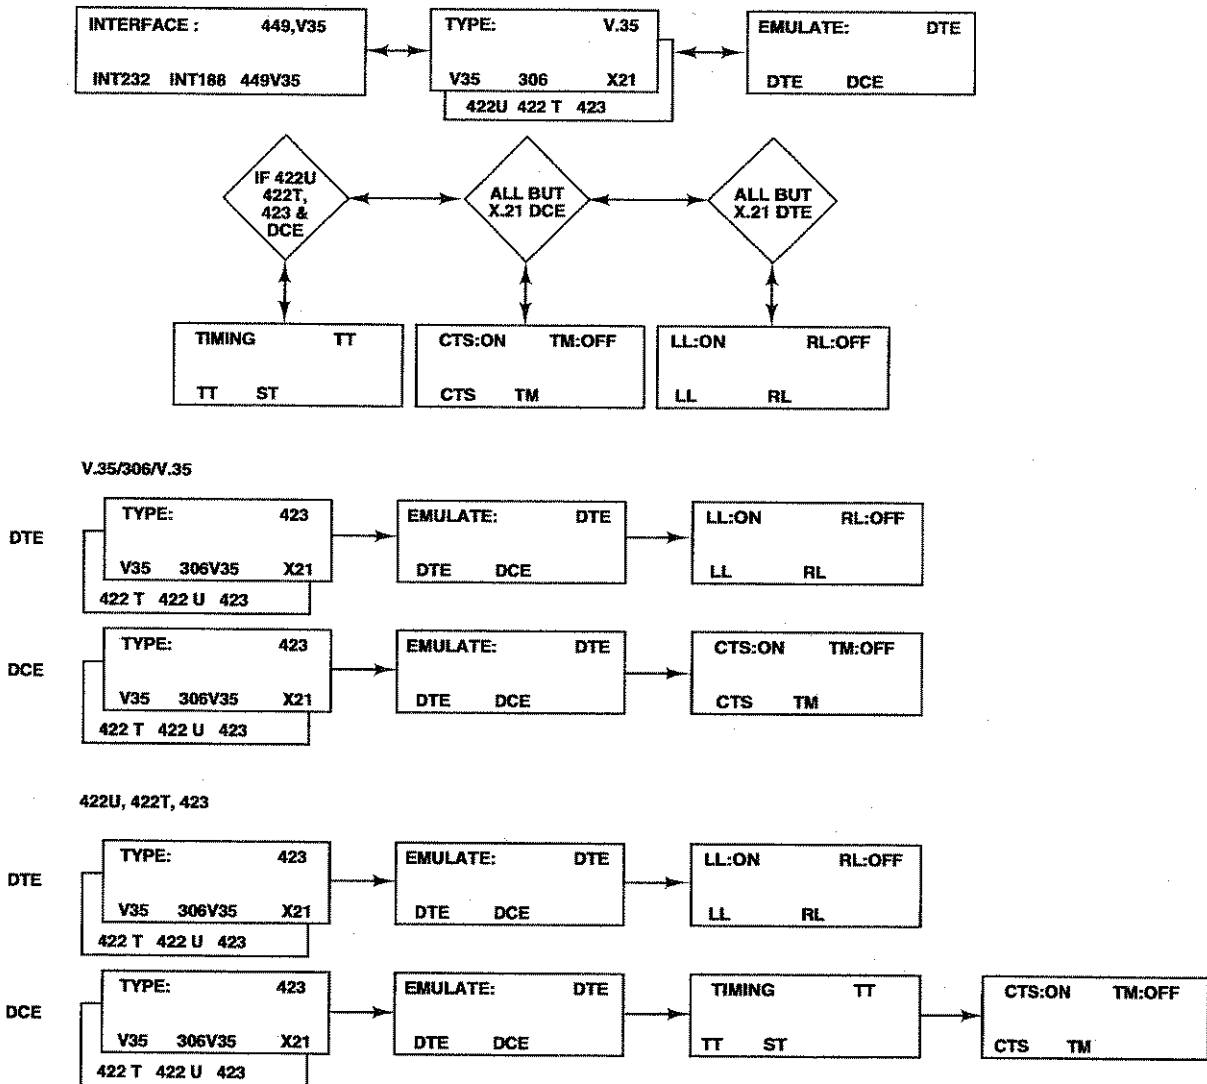 INTERFACE : 449,V35
INT232 INT188 449V35
TYPE: V.35
V35 306 X21
422U 422 T 423
EMULATE: DTE
DTE DCE
IF 422U
422T,
423 &
DCE
ALL BUT
X.21 DCE
ALL BUT
X.21 DTE
TIMING TT
TT ST
CTS:ON TM:OFF
CTS TM
LL:ON RL:OFF
LL RL
V.35/306/V.35
DTE
TYPE: 423
V35 306V35 X21
422 T 422 U 423
EMULATE: DTE
DTE DCE
LL:ON RL:OFF
LL RL
DCE
TYPE: 423
V35 306V35 X21
422 T 422 U 423
EMULATE: DTE
DTE DCE
CTS:ON TM:OFF
CTS TM
422U, 422T, 423
DTE
TYPE: 423
V35 306V35 X21
422 T 422 U 423
EMULATE: DTE
DTE DCE
LL:ON RL:OFF
LL RL
DCE
TYPE: 423
V35 306V35 X21
422 T 422 U 423
EMULATE: DTE
DTE DCE
TIMING TT
TT ST
CTS:ON TM:OFF
CTS TM